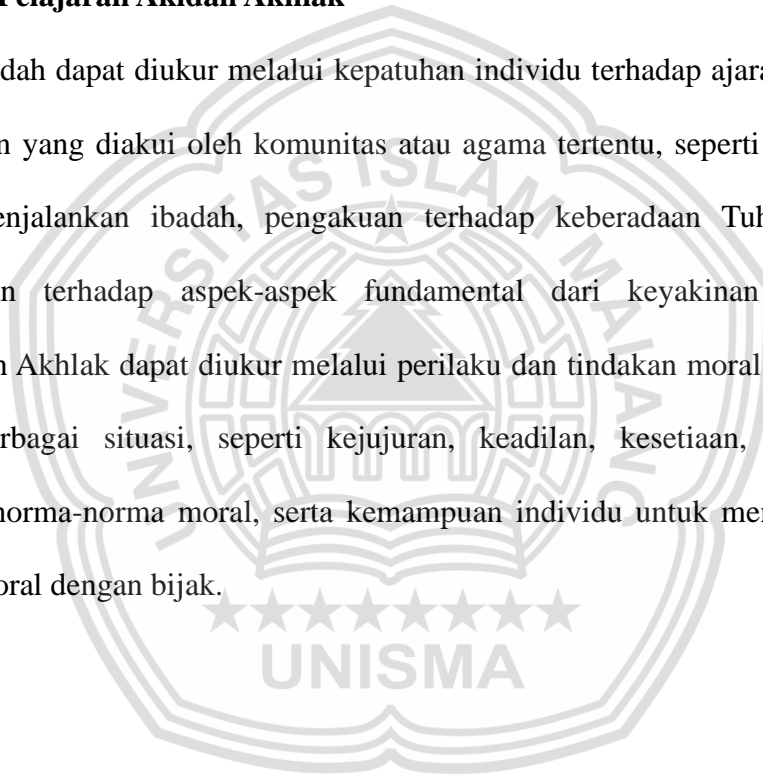 Pelajaran Akidah Akhlak
dah dapat diukur melalui kepatuhan individu terhadap ajara
n yang diakui oleh komunitas atau agama tertentu, seperti
enjalankan ibadah, pengakuan terhadap keberadaan Tuh
n terhadap aspek-aspek fundamental dari keyakinan
n Akhlak dapat diukur melalui perilaku dan tindakan moral
rbagai situasi, seperti kejujuran, keadilan, kesetiaan,
norma-norma moral, serta kemampuan individu untuk men
oral dengan bijak.
UNIVERSITAS ISLAM MALANG
UNISMA